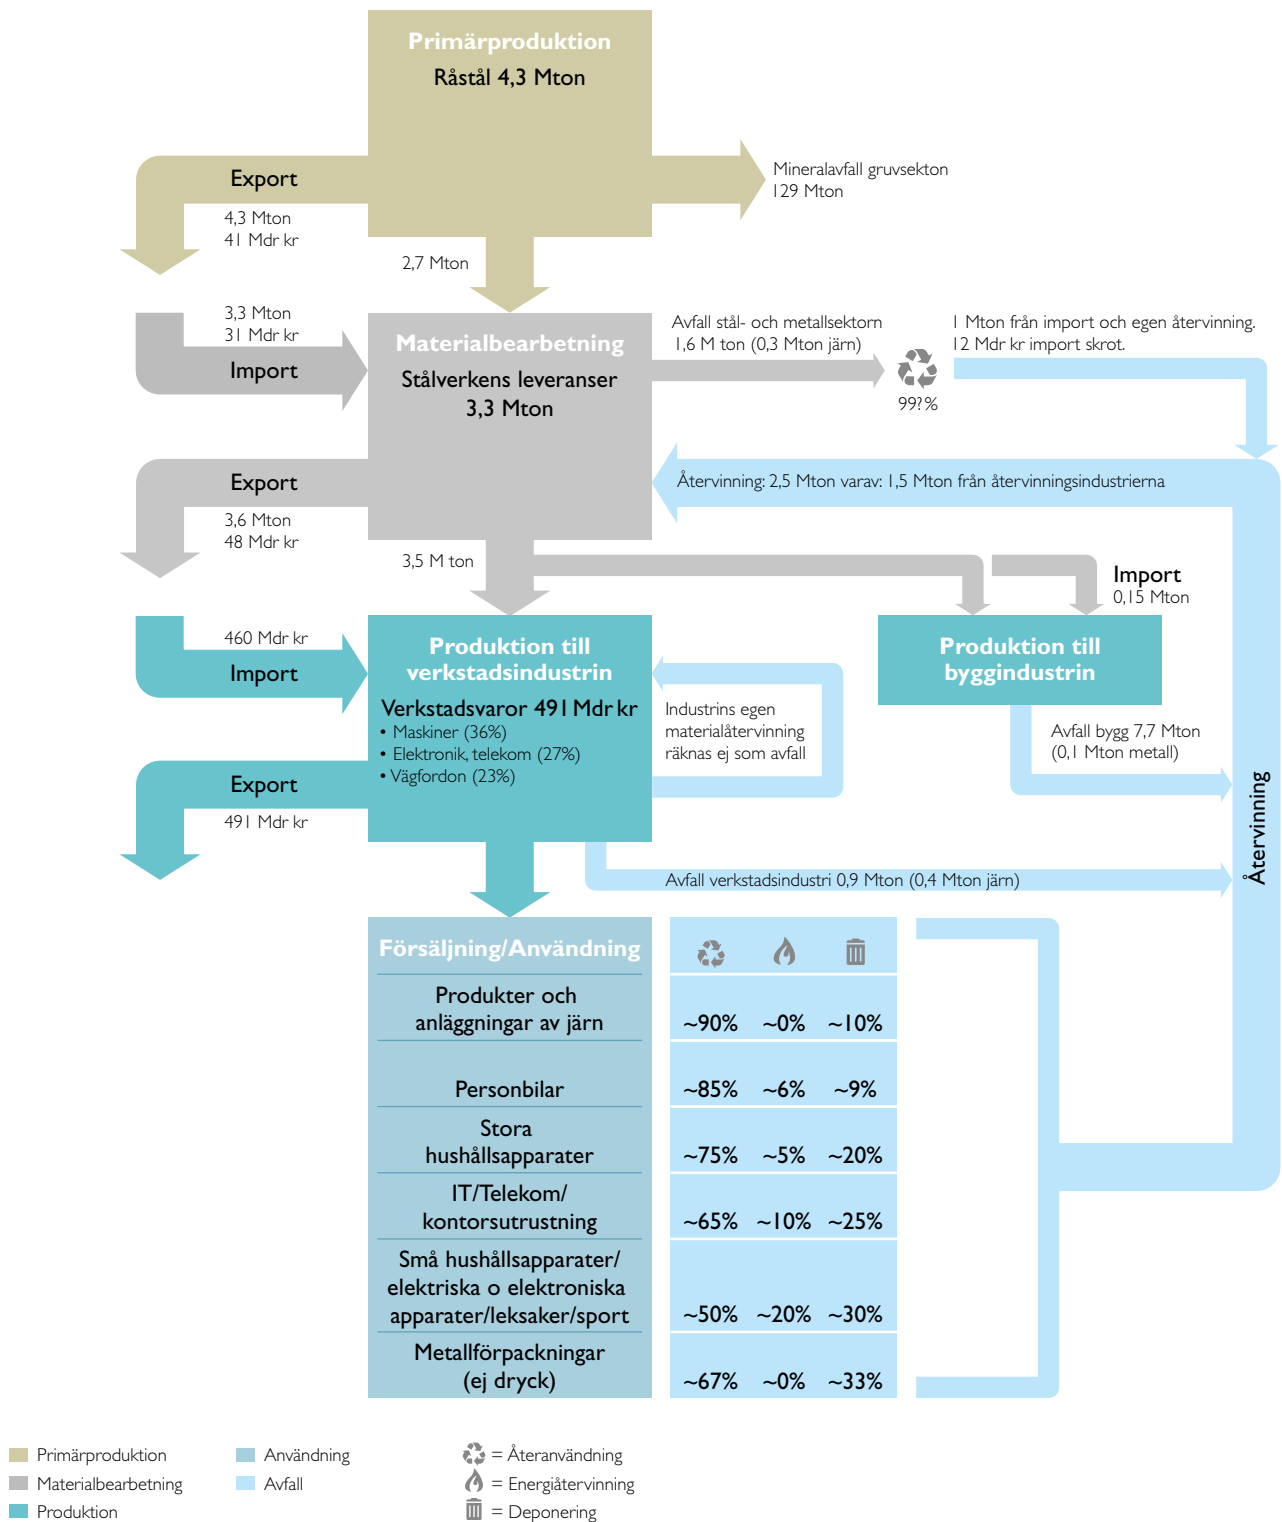 Primärproduktion
Råstål 4,3 Mton
Export
4,3 Mton
41 Mdr kr
Mineralavfall gruvsekton
129 Mton
2,7 Mton
3,3 Mton
31 Mdr kr
Import
Materialbearbetning
Stålverkens leveranser
3,3 Mton
Avfall stål- och metallsektorn
1,6 M ton (0,3 Mton järn)
99? %
1 Mton från import och egen återvinning.
12 Mdr kr import skrot.
Återvinning: 2,5 Mton varav: 1,5 Mton från återvinningsindustrierna
Export
3,6 Mton
48 Mdr kr
3,5 M ton
Import
0,15 Mton
460 Mdr kr
Import
Produktion till
verkstadsindustrin
Verkstadsvaror 491 Mdr kr
• Maskiner (36%)
• Elektronik, telekom (27%)
• Vägfordon (23%)
Industrins egen
materialåtervinning
räknas ej som avfall
Produktion till
byggindustrin
Avfall bygg 7,7 Mton
(0,1 Mton metall)
Export
491 Mdr kr
Avfall verkstadsindustri 0,9 Mton (0,4 Mton järn)
Återvinning
Försäljning/Användning
Produkter och
anläggningar av järn
~90% ~0% ~10%
Personbilar
~85% ~6% ~9%
Stora
hushållsapparater
~75% ~5% ~20%
IT/Telekom/
kontorsutrustning
~65% ~10% ~25%
Små hushållsapparater/
elektriska o elektroniska
apparater/leksaker/sport
~50% ~20% ~30%
Metallförpackningar
(ej dryck)
~67% ~0% ~33%
Primärproduktion
Materialbearbetning
Produktion
Användning
Avfall
= Återanvändning
= Energiåtervinning
= Deponering